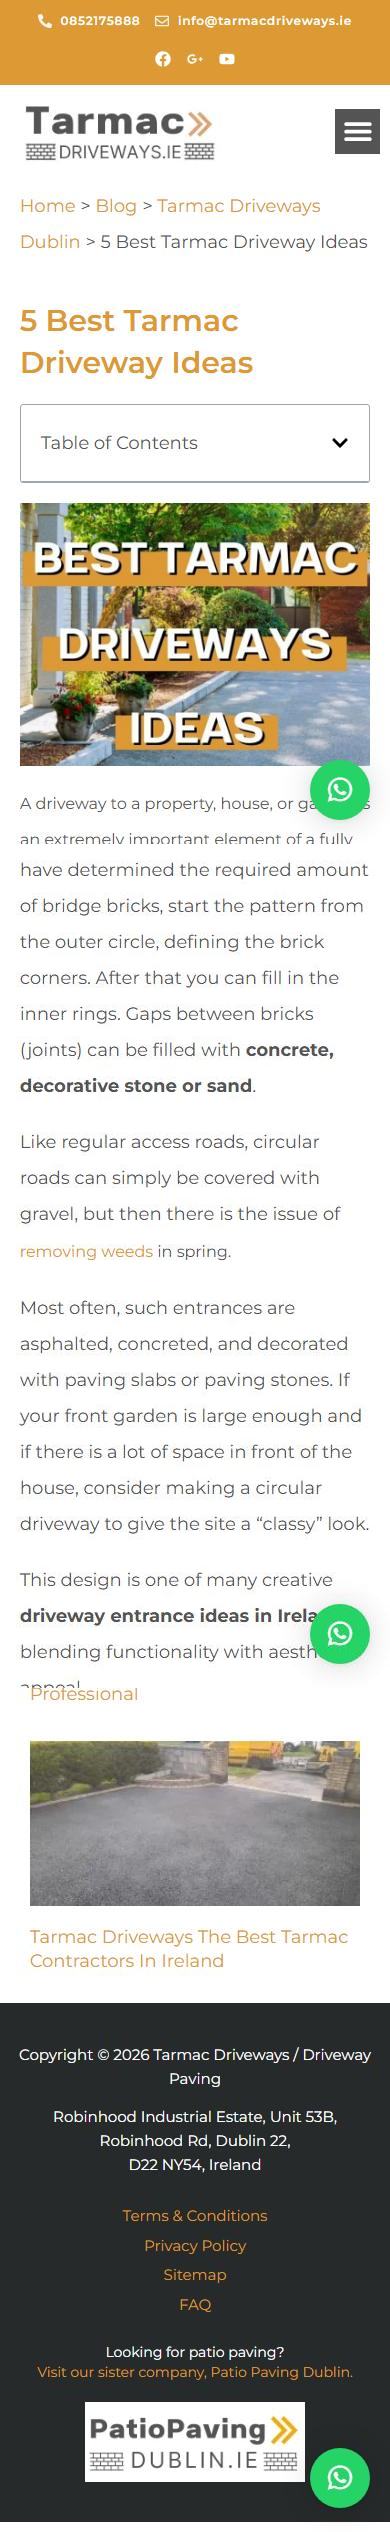 0852175888 info@tarmacdriveways.ie
Tarmac
DRIVEWAYS.IE
Home > Blog > Tarmac Driveways
Dublin > 5 Best Tarmac Driveway Ideas
5 Best Tarmac
Driveway Ideas
Table of Contents
BEST TARMAC
DRIVEWAYS
IDEAS
A driveway to a property, house, or
an extremely important element of a fully
have determined the required amount
of bridge bricks, start the pattern from
the outer circle, defining the brick
corners. After that you can fill in the
inner rings. Gaps between bricks
(joints) can be filled with concrete,
decorative stone or sand.
Like regular access roads, circular
roads can simply be covered with
gravel, but then there is the issue of
removing weeds in spring.
Most often, such entrances are
asphalted, concreted, and decorated
with paving slabs or paving stones. If
your front garden is large enough and
if there is a lot of space in front of the
house, consider making a circular
driveway to give the site a “classy” look.
This design is one of many creative
driveway entrance ideas in
blending functionality with
Professional
Tarmac Driveways The Best Tarmac
Contractors In Ireland
Copyright © 2026 Tarmac Driveways / Driveway
Paving
Robinhood Industrial Estate, Unit 53B,
Robinhood Rd, Dublin 22,
D22 NY54, Ireland
Terms & Conditions
Privacy Policy
Sitemap
FAQ
Looking for patio paving?
Visit our sister company, Patio Paving Dublin.
PatioPaving
DUBLIN.IE